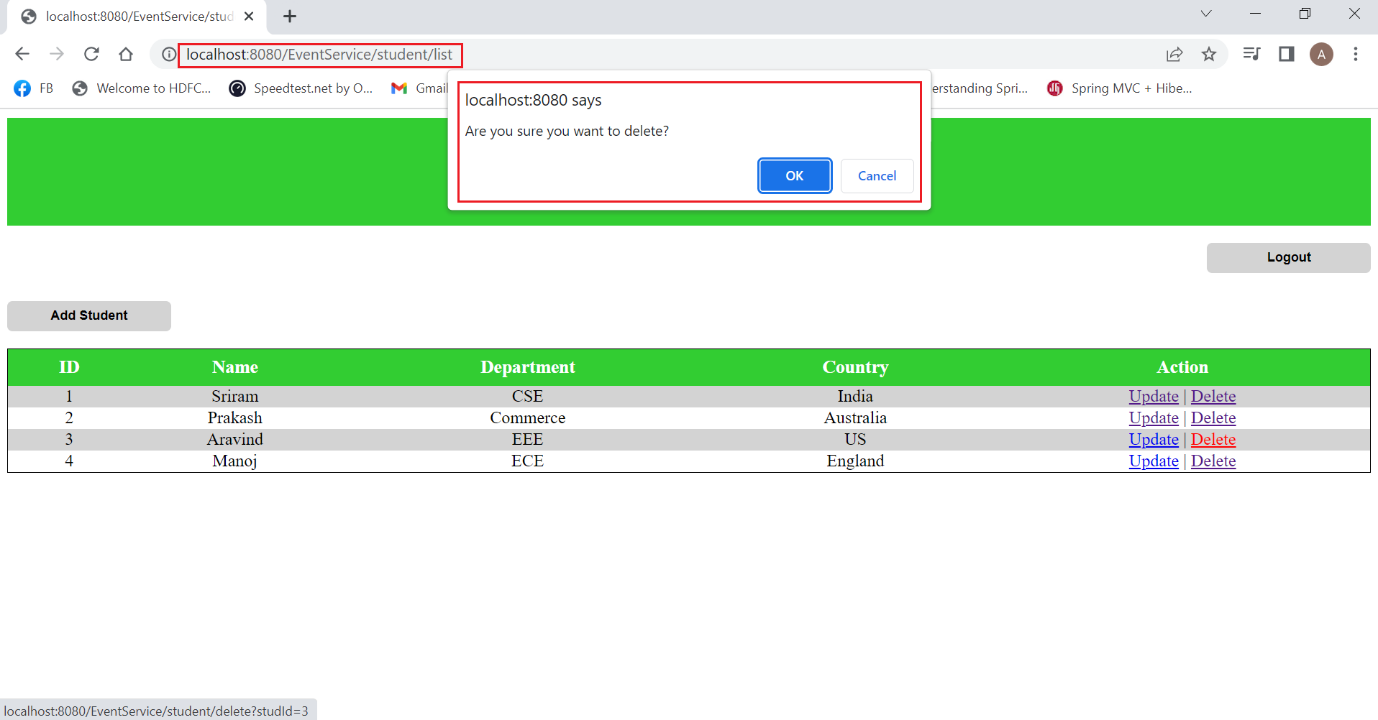 localhost:8080/EventService/stud
localhost:8080/EventService/student/list
A
FB
Welcome to HDFC...
Speedtest.net by O...
Gmail
erstanding Spri...
Spring MVC + Hibe...
localhost:8080 says
Are you sure you want to delete?
OK
Cancel
Logout
Add Student
ID Name Department Country Action
1 Sriram CSE India Update | Delete
2 Prakash Commerce Australia Update | Delete
3 Aravind EEE US Update | Delete
4 Manoj ECE England Update | Delete
localhost:8080/EventService/student/delete?studId=3